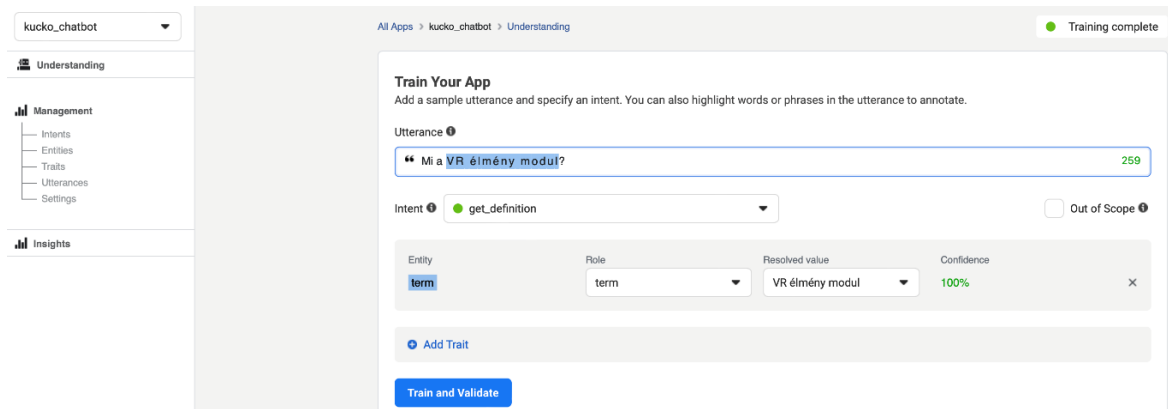 kucko_chatbot
All Apps > kucko_chatbot > Understanding
Training complete
Understanding
Management
Intents
Entities
Traits
Utterances
Settings
Insights
Train Your App
Add a sample utterance and specify an intent. You can also highlight words or phrases in the utterance to annotate.
Utterance
❝ Mi a VR élmény modul?
259
Intent
get_definition
Out of Scope
Entity Role Resolved value Confidence
term term VR élmény modul 100% ×
Add Trait
Train and Validate